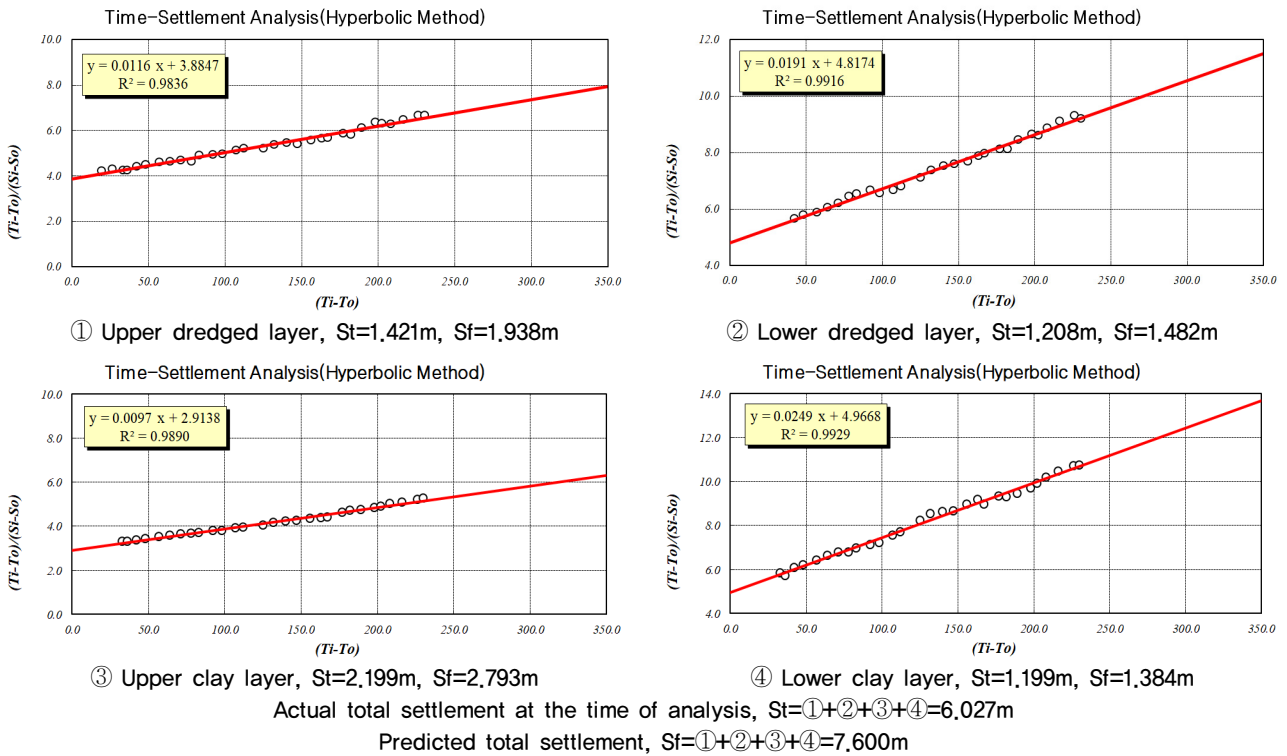 Time-Settlement Analysis(Hyperbolic Method)
10.0
8.0
6.0
4.0
2.0
0.0
y = 0.0116 x + 3.8847
R² = 0.9836
(Ti-To)/(Si-So)
0.0 50.0 100.0 150.0 200.0 250.0 300.0 350.0
(Ti-To)
① Upper dredged layer, St=1.421m, Sf=1.938m
Time-Settlement Analysis(Hyperbolic Method)
12.0
10.0
8.0
6.0
4.0
y = 0.0191 x + 4.8174
R² = 0.9916
(Ti-To)/(Si-So)
0.0 50.0 100.0 150.0 200.0 250.0 300.0 350.0
(Ti-To)
② Lower dredged layer, St=1.208m, Sf=1.482m
Time-Settlement Analysis(Hyperbolic Method)
10.0
8.0
6.0
4.0
2.0
0.0
y = 0.0097 x + 2.9138
R² = 0.9890
(Ti-To)/(Si-So)
0.0 50.0 100.0 150.0 200.0 250.0 300.0 350.0
(Ti-To)
③ Upper clay layer, St=2.199m, Sf=2.793m
Time-Settlement Analysis(Hyperbolic Method)
14.0
12.0
10.0
8.0
6.0
4.0
y = 0.0249 x + 4.9668
R² = 0.9929
(Ti-To)/(Si-So)
0.0 50.0 100.0 150.0 200.0 250.0 300.0 350.0
(Ti-To)
④ Lower clay layer, St=1.199m, Sf=1.384m
Actual total settlement at the time of analysis, St=①+②+③+④=6.027m
Predicted total settlement, Sf=①+②+③+④=7.600m